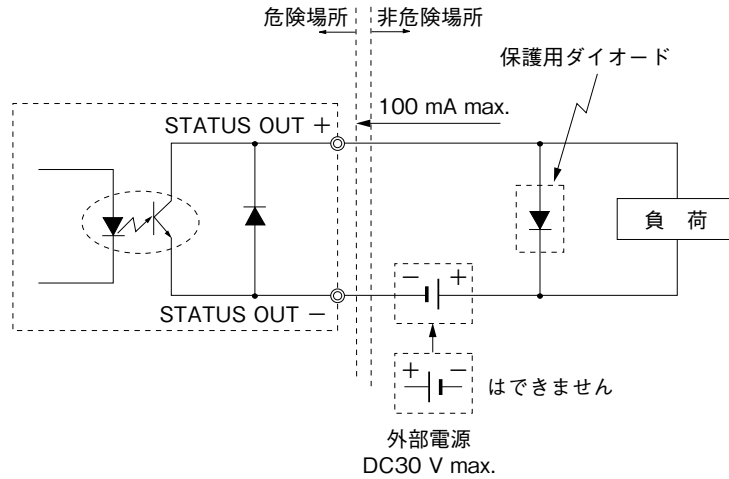 危険場所
非危険場所
保護用ダイオード
100 mA max.
STATUS OUT +
負 荷
− +
STATUS OUT −
+ −
はできません
外部電源
DC30 V max.